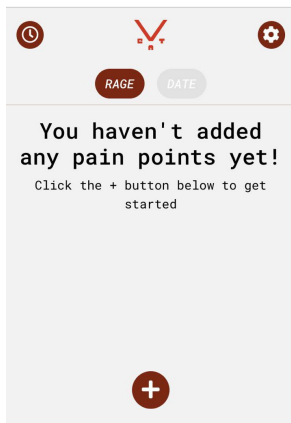 RAGE DATE
You haven't added
any pain points yet!
Click the + button below to get
started